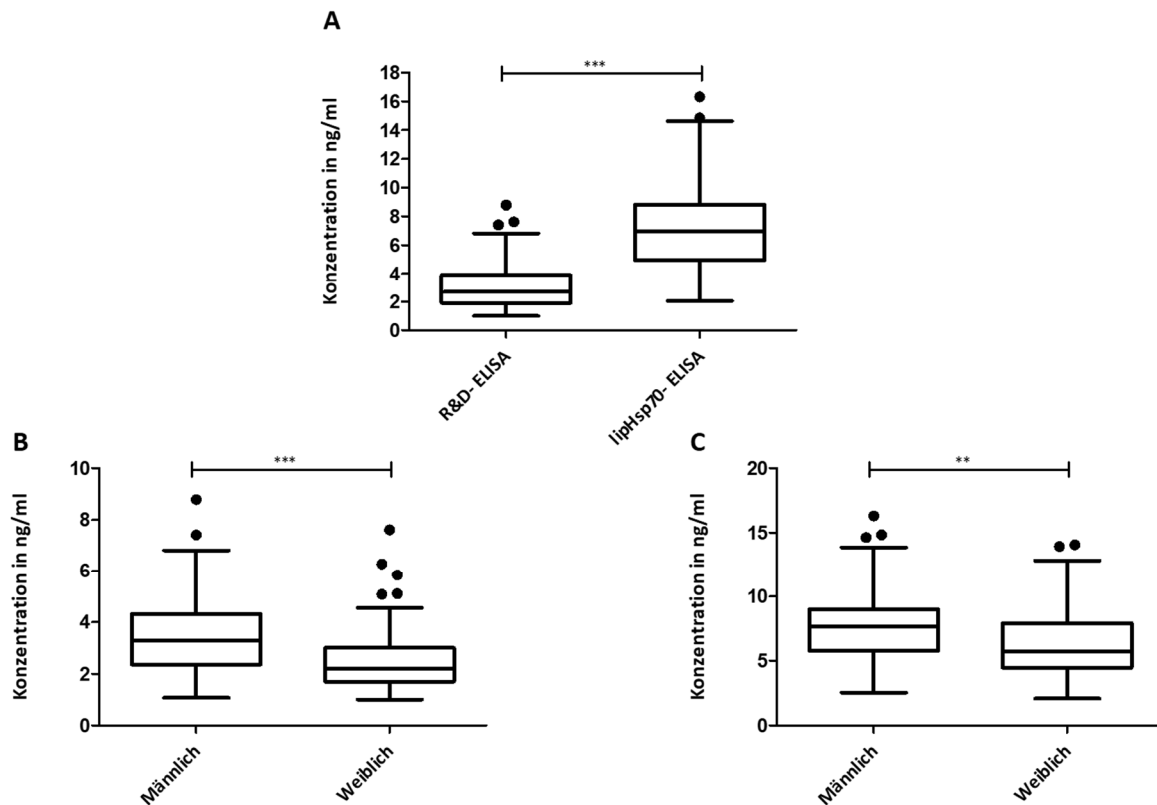 A
***
Konzentration in ng/ml
18
16
14
12
10
8
6
4
2
0
R&D- ELISA
lipHsp70- ELISA
B
***
Konzentration in ng/ml
10
8
6
4
2
0
Männlich
Weiblich
C
**
Konzentration in ng/ml
20
15
10
5
0
Männlich
Weiblich